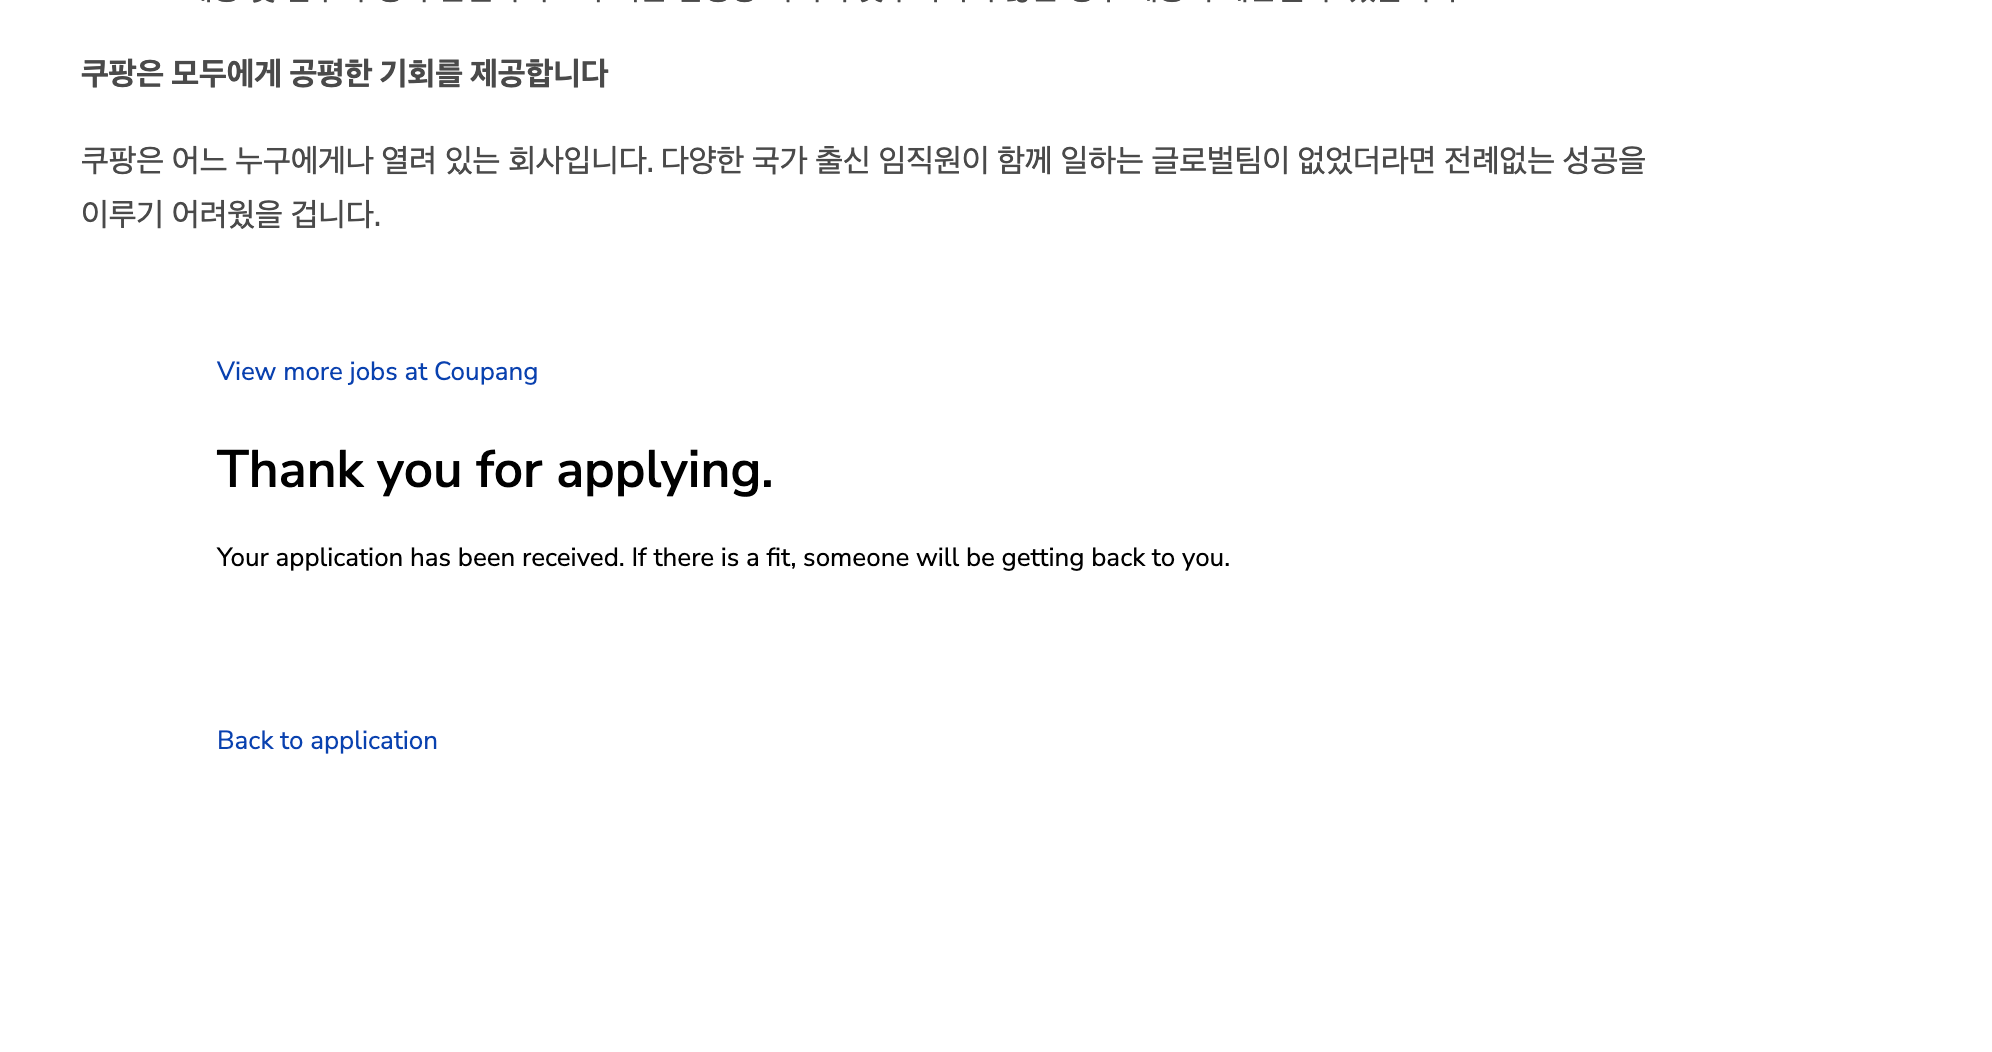 쿠팡은 모두에게 공평한 기회를 제공합니다
쿠팡은 어느 누구에게나 열려 있는 회사입니다. 다양한 국가 출신 임직원이 함께 일하는 글로벌팀이 없었더라면 전례없는 성공을
이루기 어려웠을 겁니다.
View more jobs at Coupang
Thank you for applying.
Your application has been received. If there is a fit, someone will be getting back to you.
Back to application